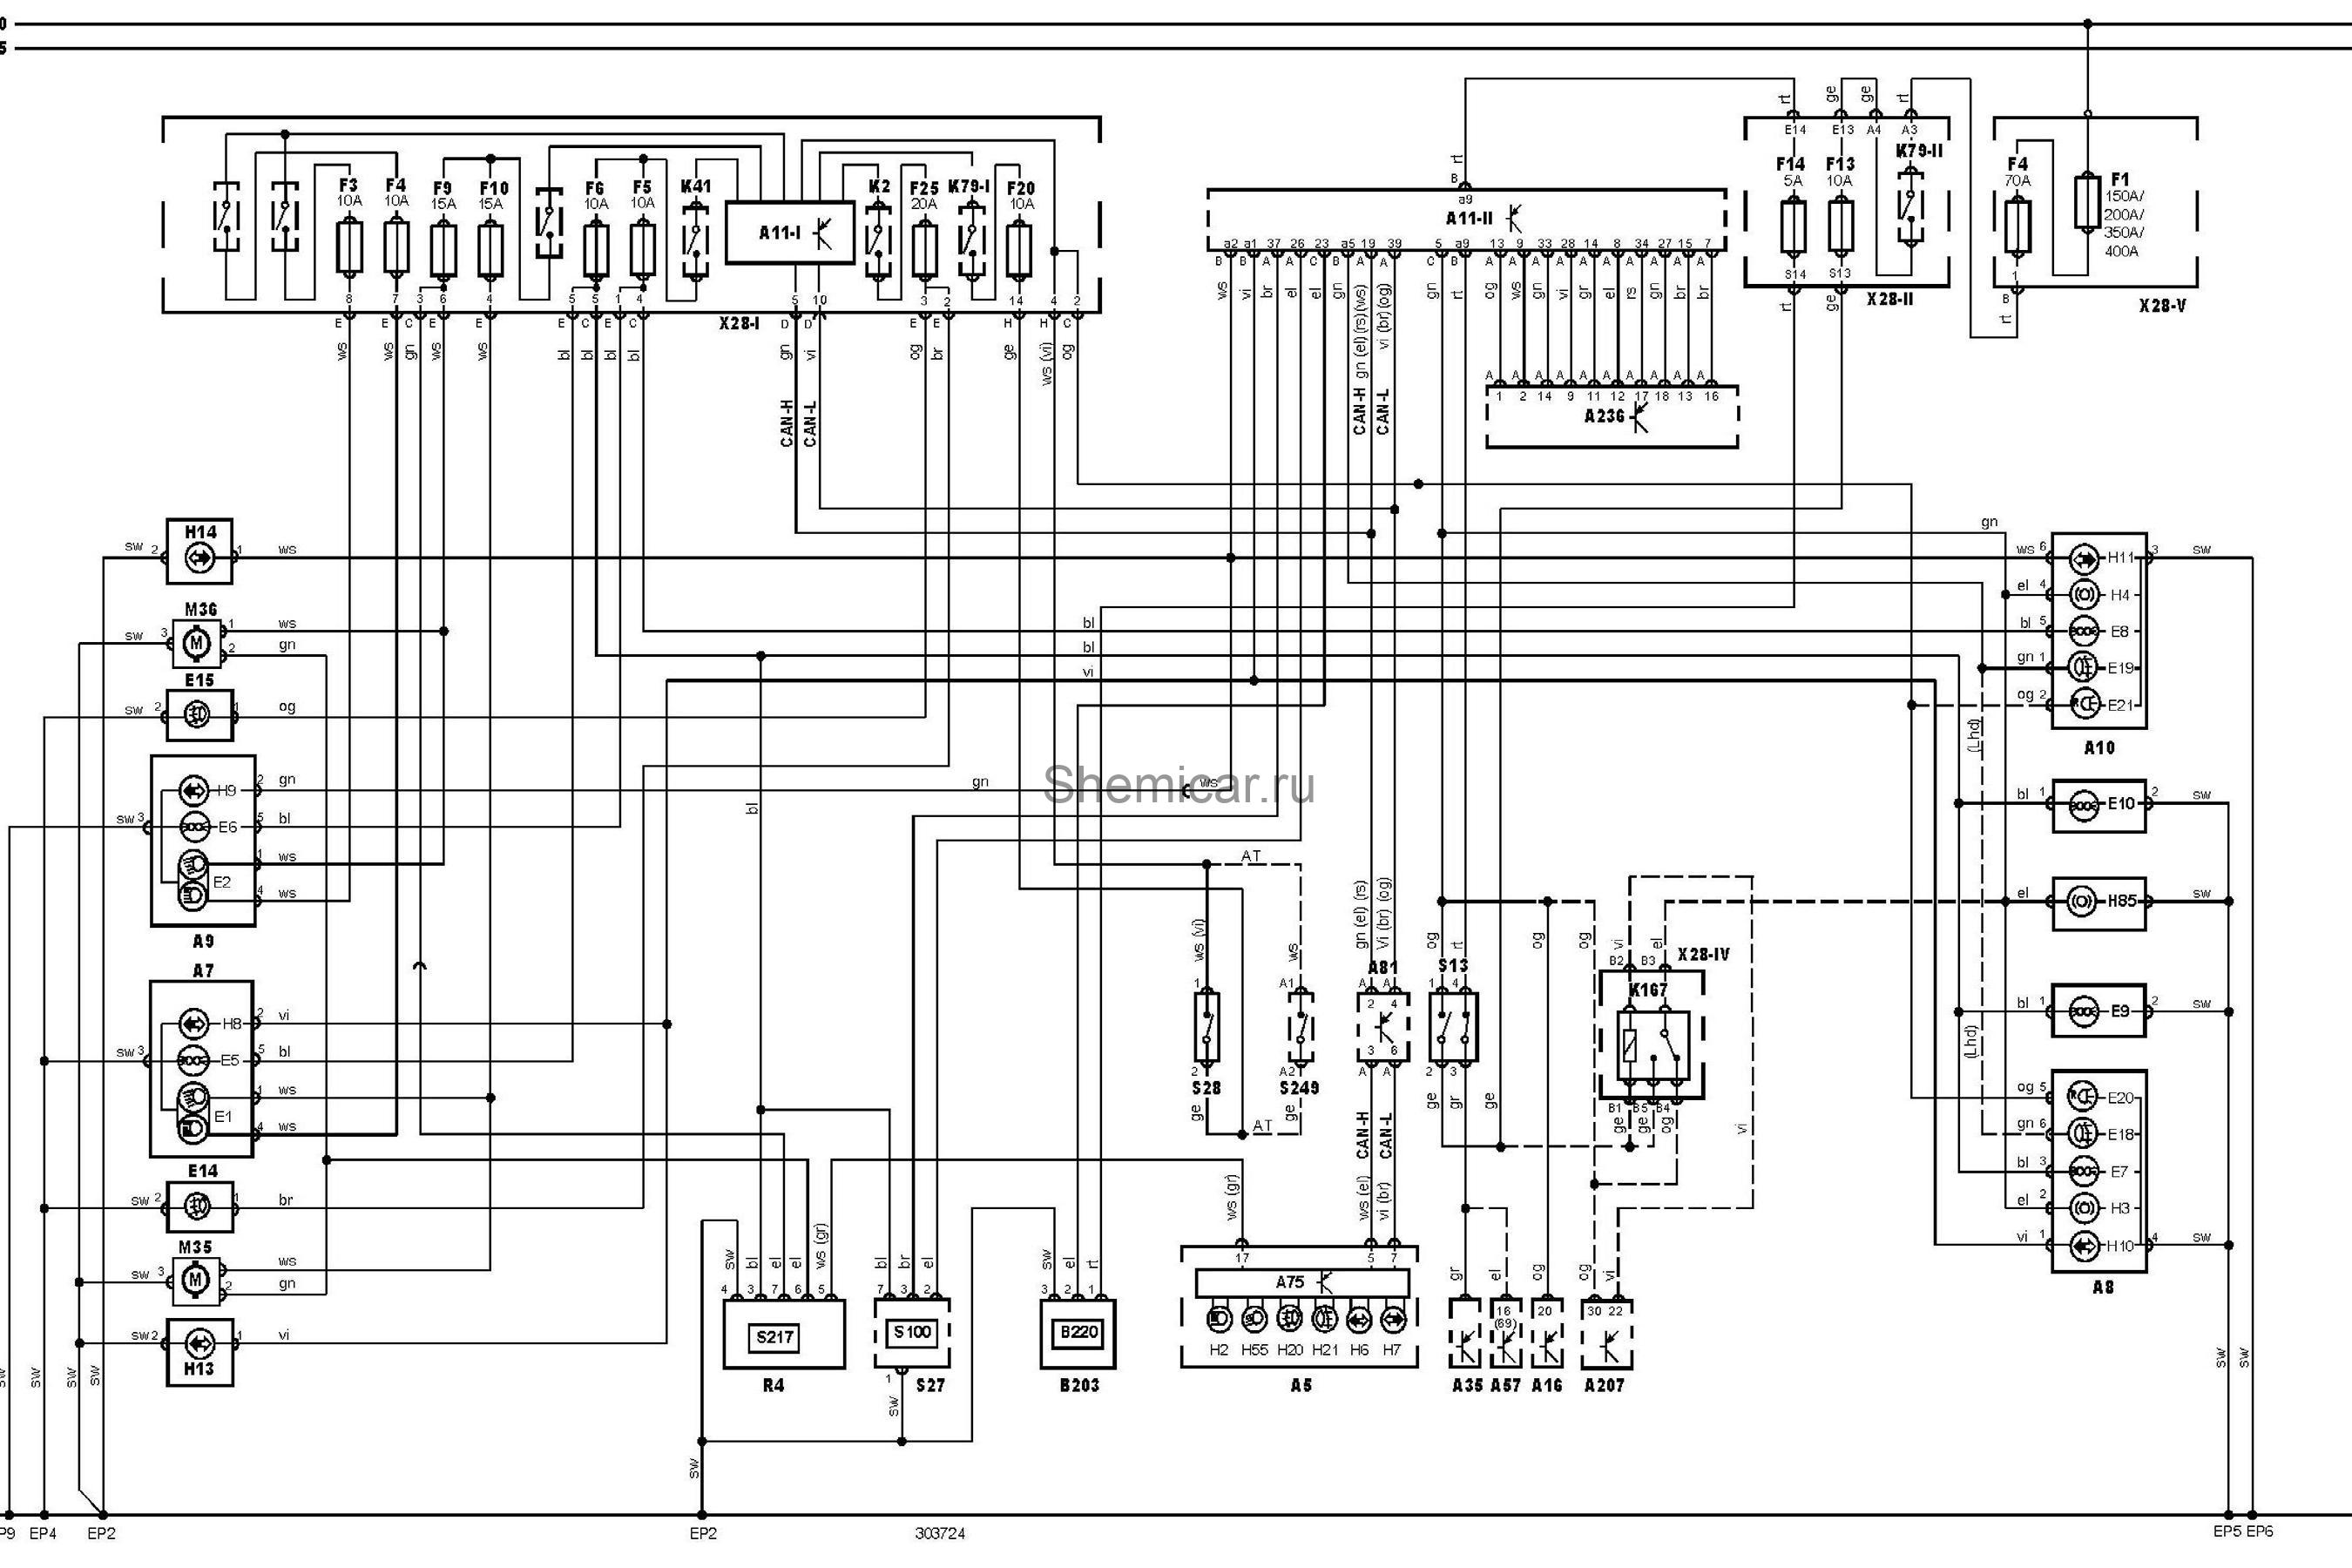 0
5
rt
ge
ge
rt
E14
E13
A4
A3
F14
5A
F13
10A
K79-II
S14
S13
X28-II
rt
ge
F4
70A
F1
150A/
200A/
350A/
400A
1
B
rt
X28-V
F3
10A
F4
10A
F9
15A
F10
15A
F6
10A
F5
10A
K41
A11-I
K2
F25
20A
K79-I
F20
10A
8
7
3
6
4
5
5
1
4
5
10
3
2
14
4
2
E
E
C
E
E
E
C
E
C
X28-I
D
D
E
E
H
H
C
ws
ws
gn
ws
ws
bl
bl
bl
bl
gn
vi
og
br
ge
ws (vi)
og
CAN-H
CAN-L
rt
B
a9
A11-II
a2
a1
37
26
23
a5
19
39
5
a9
13
9
33
28
14
8
34
27
15
7
B
B
A
A
C
B
A
A
C
B
A
A
A
A
A
A
A
A
A
A
ws
vi
br
el
el
gn
gn (el) (rs)(ws)
vi (br) (og)
gn
rt
og
ws
gn
vi
gr
el
rs
gn
br
br
CAN-H
CAN-L
A
A
A
A
A
A
A
A
A
A
1
2
14
9
11
12
17
18
13
16
A236
H14
sw
2
1
ws
M36
M
sw
3
1
ws
2
gn
E15
sw
2
1
og
H9
2
gn
sw
3
E6
5
bl
1
ws
E2
4
ws
A9
A7
H8
2
vi
sw
3
E5
5
bl
1
ws
E1
4
ws
E14
sw
2
1
br
M35
M
sw
3
1
ws
2
gn
sw
2
1
vi
H13
bl
bl
vi
gn
ws
bl
Shemicar.ru
gn
ws
6
H11
3
sw
el
4
H4
bl
5
E8
gn
1
E19
og
2
E21
A10
(Lhd)
bl
1
E10
2
sw
el
H85
sw
bl
1
E9
2
sw
(Lhd)
og
5
E20
gn
6
E18
bl
3
E7
el
2
H3
vi
1
H10
4
sw
A8
AT
ws (vi)
ws
1
A1
2
S28
A2
S249
ge
ge
AT
gn (el) (rs)
Vi (br) (og)
A81
A
A
2
4
3
6
A
A
CAN-H
CAN-L
ws (el)
vi (br)
og
rt
S13
1
4
2
3
ge
gr
ge
og
og
vi
el
B2
B3
X28-IV
K167
B1
B5
B4
ge
ge
og
vi
sw
bl
el
el
ws (gr)
4
3
7
6
5
S217
R4
bl
br
el
7
3
2
S100
1
S27
sw
sw
el
rt
3
2
1
B220
B203
ws (gr)
17
5
7
A75
H2
H55
H20
H21
H6
H7
A5
gr
el
og
og
vi
16
(69)
20
30
22
A35
A57
A16
A207
sw
sw
sw
sw
sw
sw
sw
P9
EP4
EP2
EP2
303724
EP5
EP6